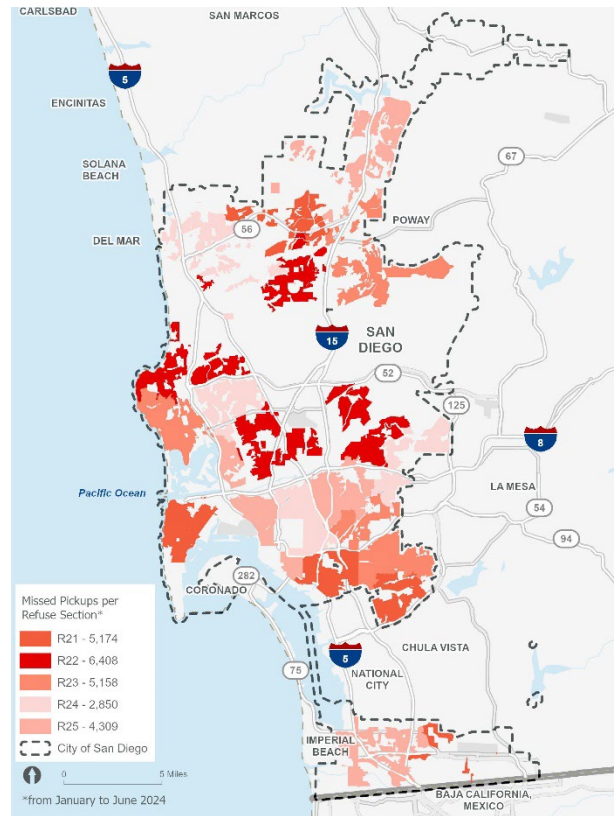 CARLSBAD
SAN MARCOS
5
ENCINITAS
SOLANA
BEACH
67
DEL MAR
56
POWAY
15
SAN
DIEGO
52
125
8
Pacific Ocean
LA MESA
54
94
282
CORONADO
Missed Pickups per
Refuse Section*
R21 - 5,174
R22 - 6,408
R23 - 5,158
R24 - 2,850
R25 - 4,309
City of San Diego
0
5 Miles
*from January to June 2024
CHULA VISTA
5
NATIONAL
CITY
75
IMPERIAL
BEACH
BAJA CALIFORNIA,
MEXICO